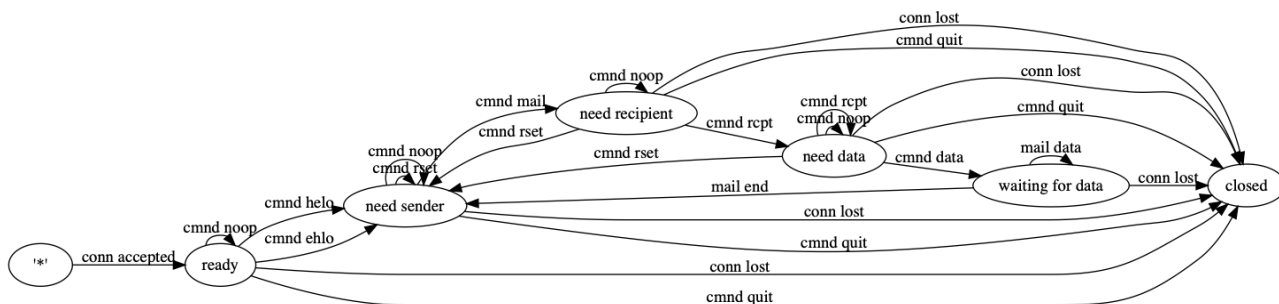 conn lost
cmnd quit
cmnd noop
conn lost
cmnd mail
need recipient
cmnd rcpt
cmnd noop
cmnd quit
cmnd rset
cmnd rcpt
need data
mail data
cmnd noop
cmnd rset
cmnd rset
cmnd data
waiting for data
conn lost
closed
mail end
cmnd helo
need sender
conn lost
cmnd noop
cmnd ehlo
cmnd quit
'*'
conn accepted
ready
conn lost
cmnd quit